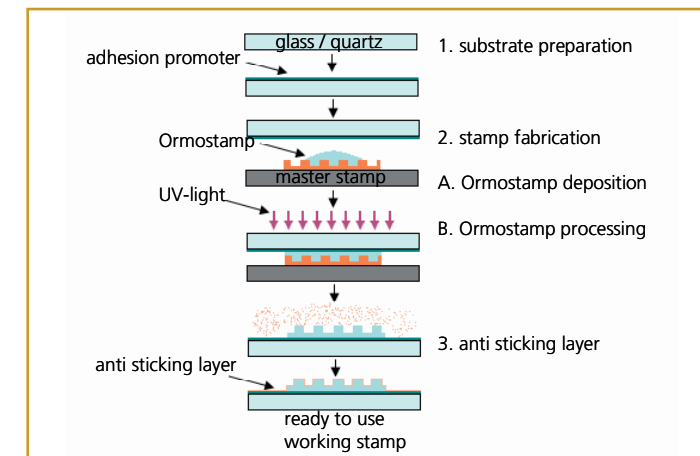 glass / quartz
1. substrate preparation
adhesion promoter
2. stamp fabrication
Ormostamp
master stamp
A. Ormostamp deposition
UV-light
B. Ormostamp processing
3. anti sticking layer
anti sticking layer
ready to use
working stamp